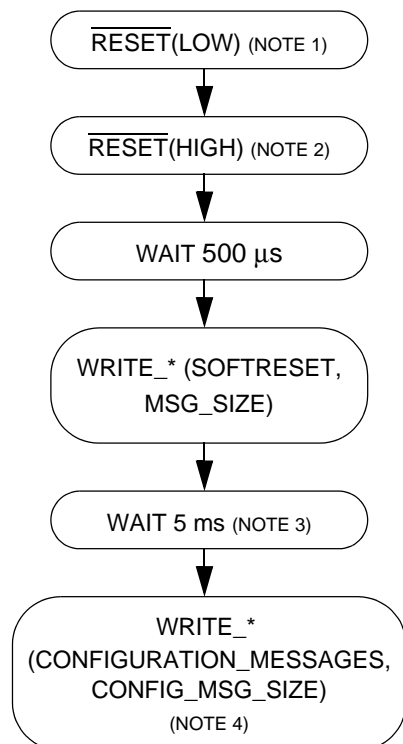 RESET(LOW) (NOTE 1)
RESET(HIGH) (NOTE 2)
WAIT 500 μs
WRITE_* (SOFTRESET,
MSG_SIZE)
WAIT 5 ms (NOTE 3)
WRITE_*
(CONFIGURATION_MESSAGES,
CONFIG_MSG_SIZE)
(NOTE 4)